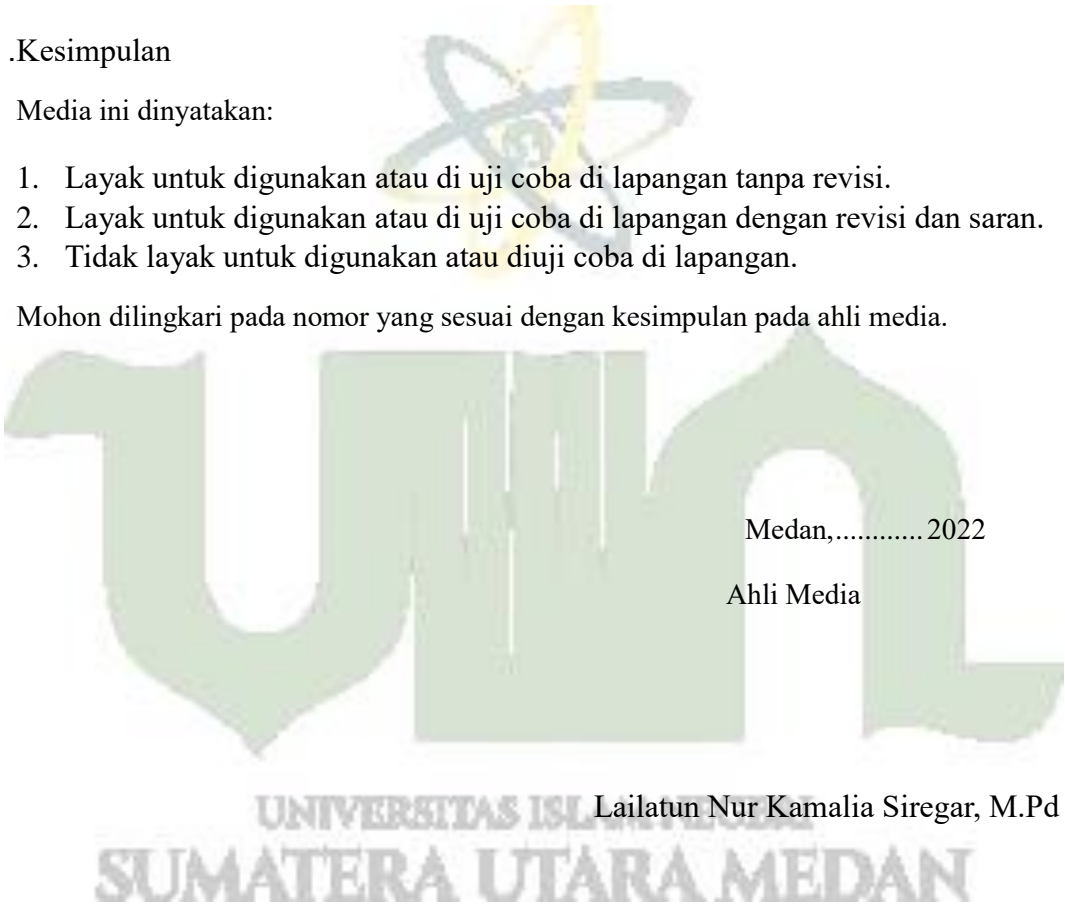 .Kesimpulan
Media ini dinyatakan:
1. Layak untuk digunakan atau di uji coba di lapangan tanpa revisi.
2. Layak untuk digunakan atau di uji coba di lapangan dengan revisi dan saran.
3. Tidak layak untuk digunakan atau diuji coba di lapangan.
Mohon dilingkari pada nomor yang sesuai dengan kesimpulan pada ahli media.
Medan,............ 2022
Ahli Media
Lailatun Nur Kamalia Siregar, M.Pd
UNIVERSITAS ISLAM NEGERI
SUMATERA UTARA MEDAN